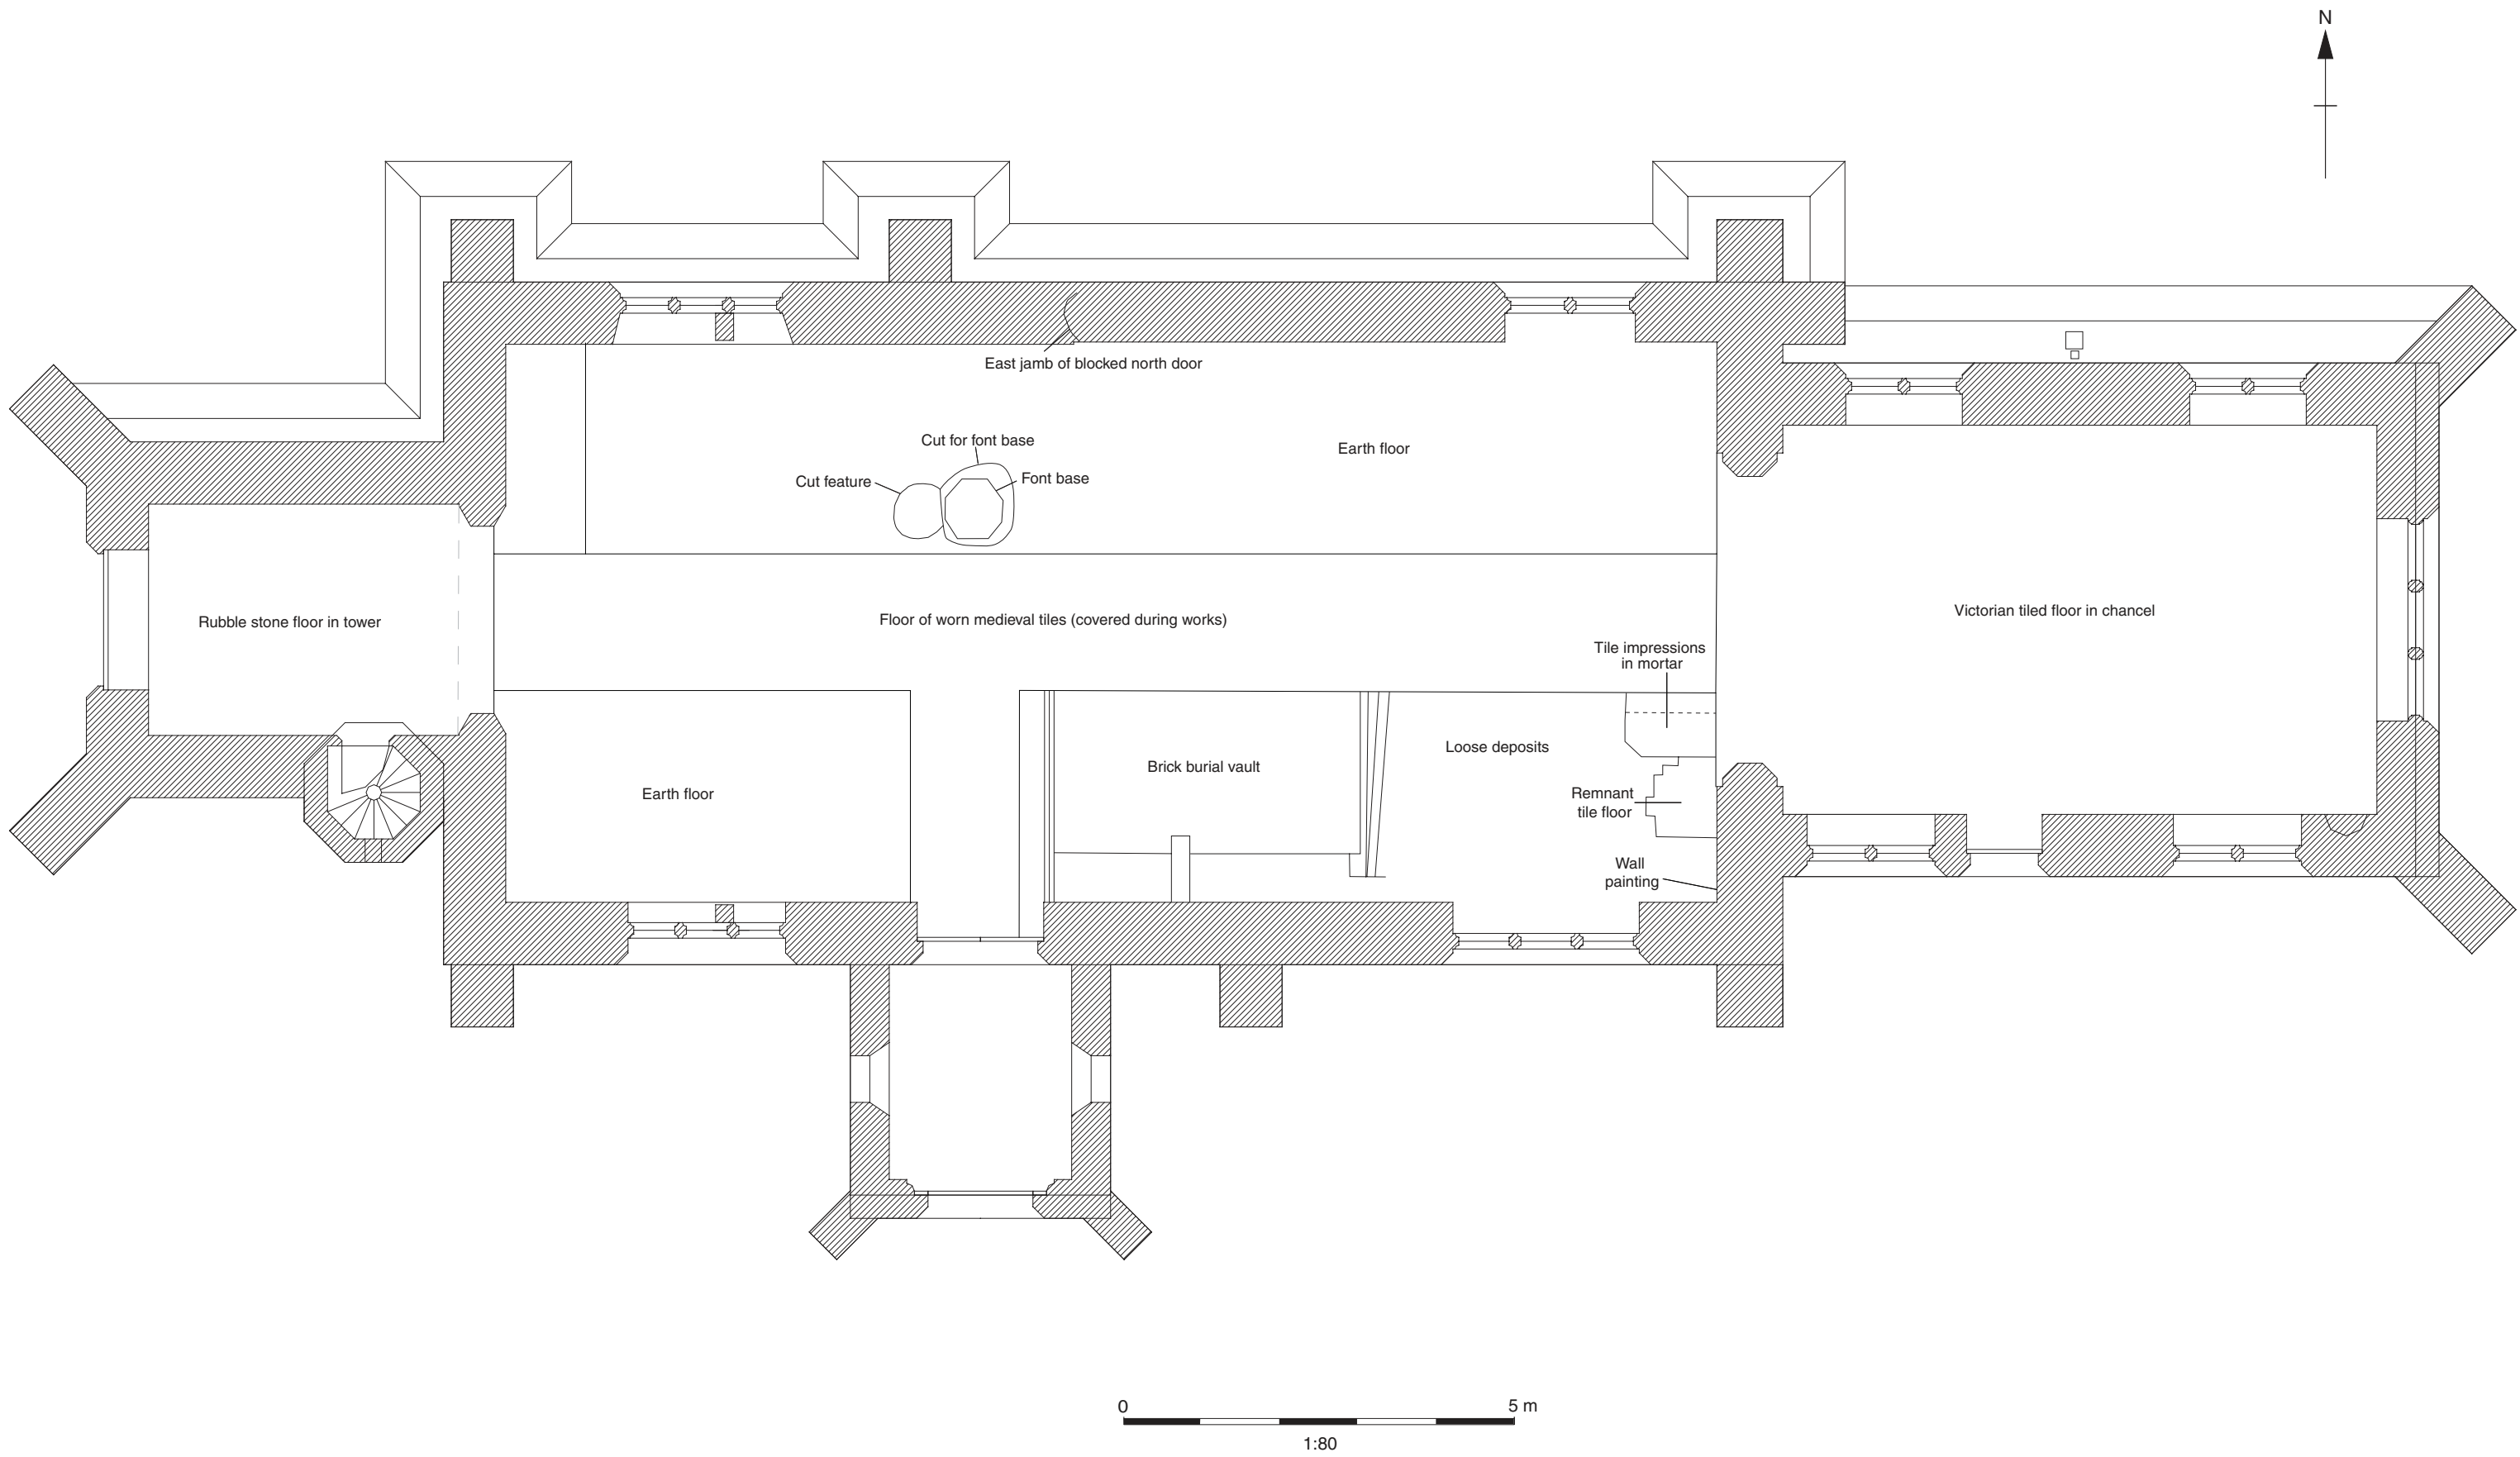 N
East jamb of blocked north door
Cut for font base
Earth floor
Cut feature
Font base
Rubble stone floor in tower
Floor of worn medieval tiles (covered during works)
Victorian tiled floor in chancel
Tile impressions
in mortar
Loose deposits
Brick burial vault
Earth floor
Remnant
tile floor
Wall
painting
0
5 m
1:80